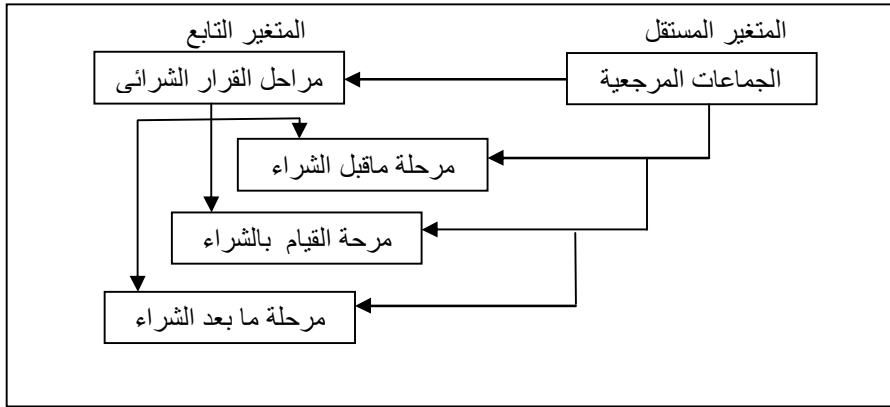 المتغير المستقل
المتغير التابع
الجماعات المرجعية
مراحل القرار الشرائى
مرحلة ماقبل الشراء
مرحة القيام بالشراء
مرحلة ما بعد الشراء